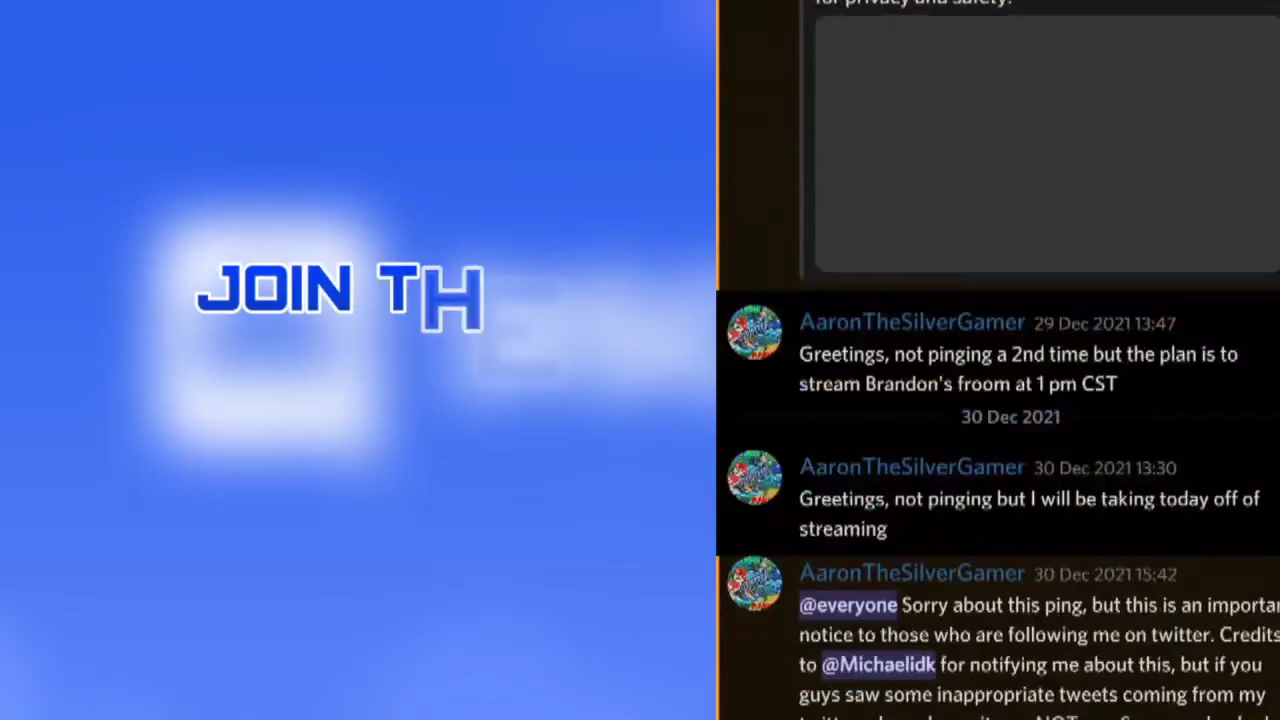 JOIN TH
for privacy and safety.
AaronTheSilverGamer 29 Dec 2021 13:47
Greetings, not pinging a 2nd time but the plan is to
stream Brandon's froom at 1 pm CST
30 Dec 2021
AaronTheSilverGamer 30 Dec 2021 13:30
Greetings, not pinging but I will be taking today off of
streaming
AaronTheSilverGamer 30 Dec 2021 15:42
@everyone Sorry about this ping, but this is an importa
notice to those who are following me on twitter. Credits
to @Michaelidk for notifying me about this, but if you
guys saw some inappropriate tweets coming from my